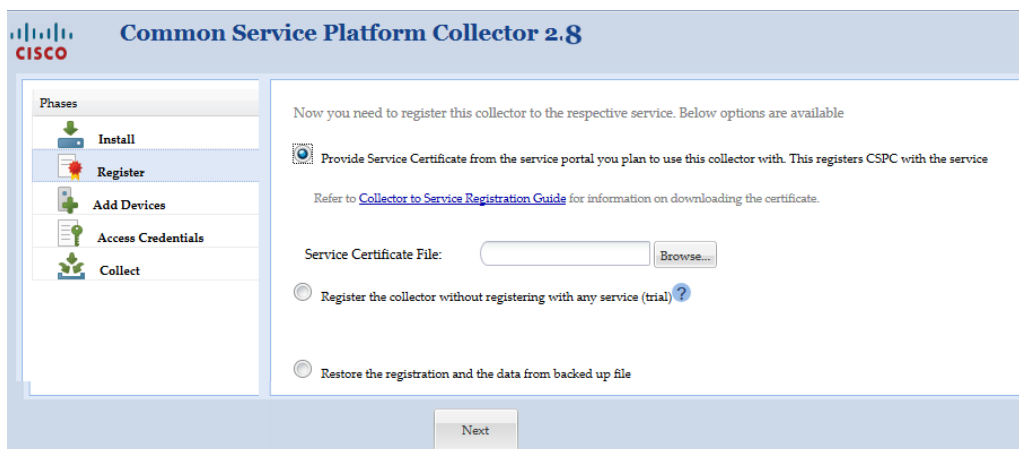 CISCO
Common Service Platform Collector 2.8
Phases
Install
Register
Add Devices
Access Credentials
Collect
Now you need to register this collector to the respective service. Below options are available
Provide Service Certificate from the service portal you plan to use this collector with. This registers CSPC with the service
Refer to Collector to Service Registration Guide for information on downloading the certificate.
Service Certificate File:
Browse...
Register the collector without registering with any service (trial) ?
Restore the registration and the data from backed up file
Next